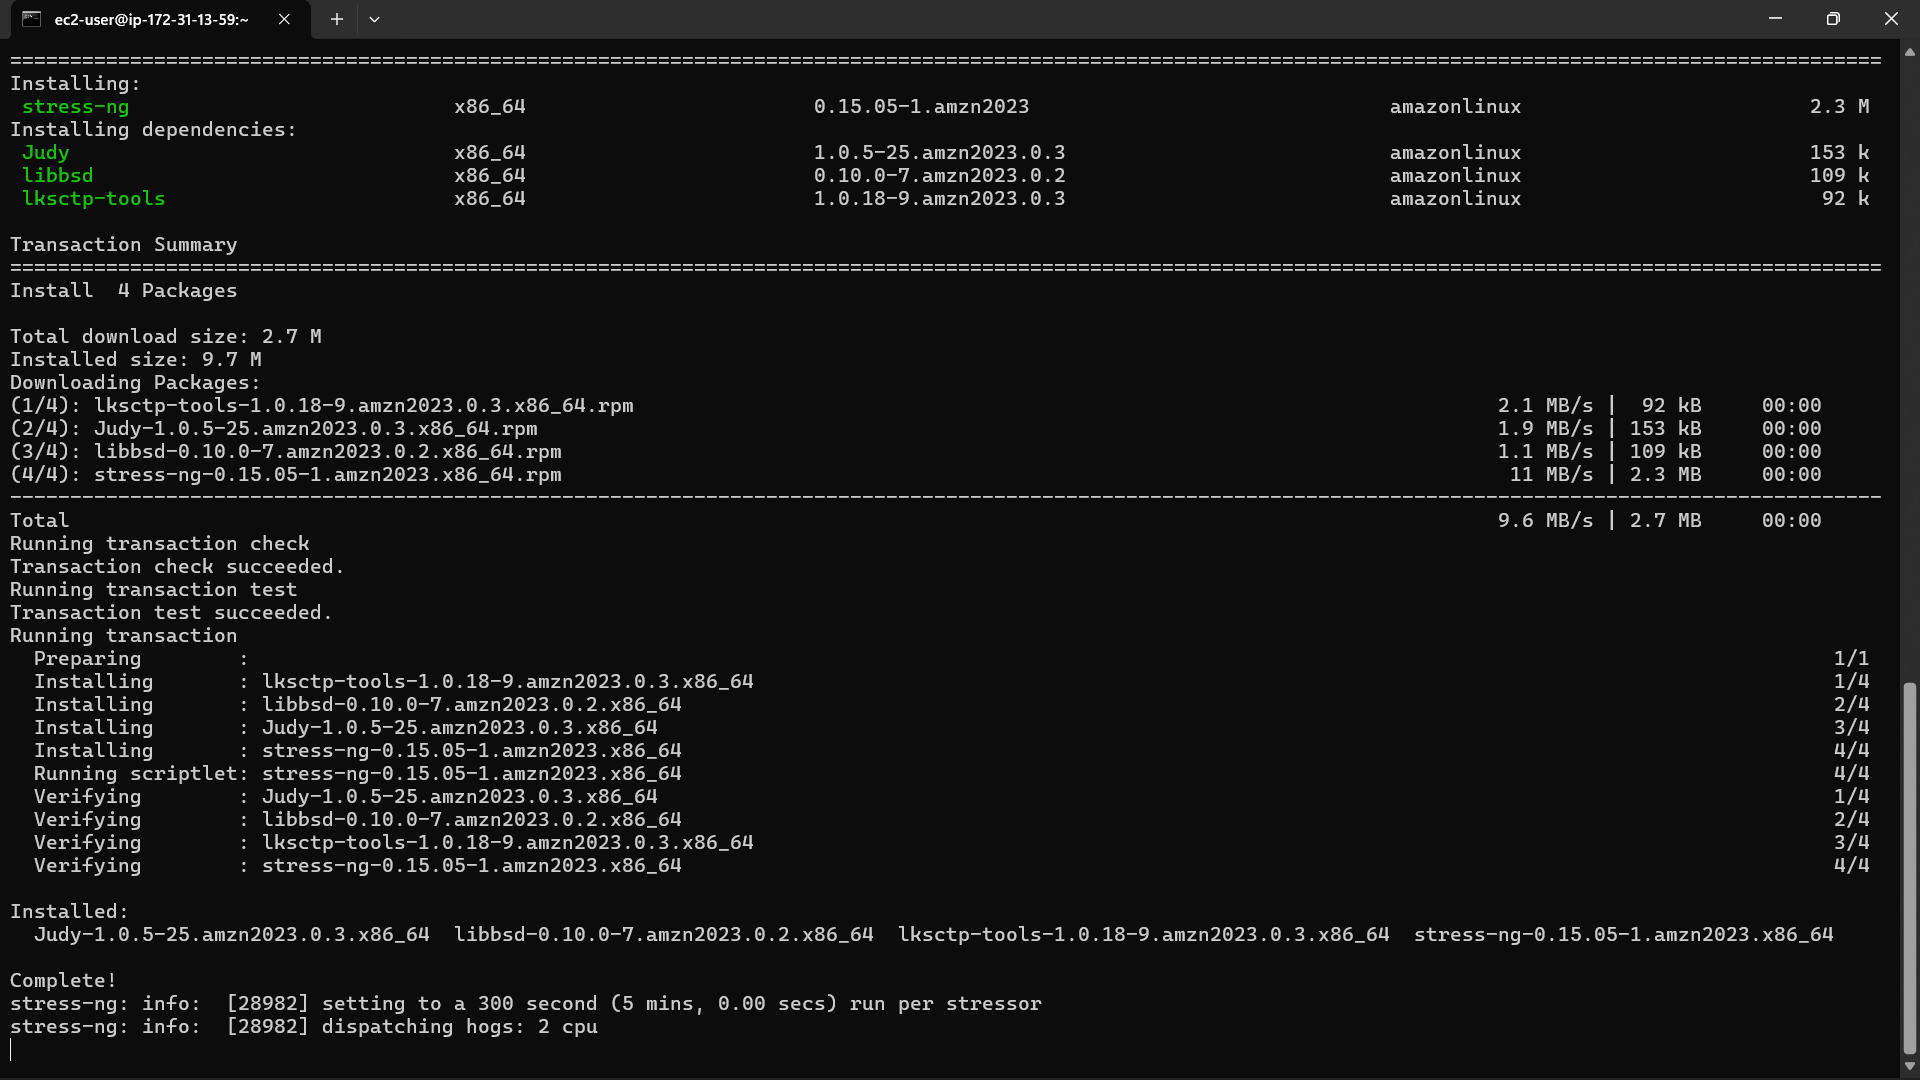 ec2-user@ip-172-31-13-59:~
================================================================================================================================================================
Installing:
 stress-ng                           x86_64                        0.15.05-1.amzn2023                              amazonlinux                        2.3 M
Installing dependencies:
 Judy                                x86_64                        1.0.5-25.amzn2023.0.3                           amazonlinux                        153 k
 libbsd                              x86_64                        0.10.0-7.amzn2023.0.2                           amazonlinux                        109 k
 lksctp-tools                        x86_64                        1.0.18-9.amzn2023.0.3                           amazonlinux                         92 k
Transaction Summary
================================================================================================================================================================
Install  4 Packages
Total download size: 2.7 M
Installed size: 9.7 M
Downloading Packages:
(1/4): lksctp-tools-1.0.18-9.amzn2023.0.3.x86_64.rpm                    2.1 MB/s |  92 kB     00:00
(2/4): Judy-1.0.5-25.amzn2023.0.3.x86_64.rpm                            1.9 MB/s | 153 kB     00:00
(3/4): libbsd-0.10.0-7.amzn2023.0.2.x86_64.rpm                          1.1 MB/s | 109 kB     00:00
(4/4): stress-ng-0.15.05-1.amzn2023.x86_64.rpm                           11 MB/s | 2.3 MB     00:00
----------------------------------------------------------------------------------------------------------------------------------------------------------------
Total                                                                   9.6 MB/s | 2.7 MB     00:00
Running transaction check
Transaction check succeeded.
Running transaction test
Transaction test succeeded.
Running transaction
  Preparing        :                                                    1/1
  Installing       : lksctp-tools-1.0.18-9.amzn2023.0.3.x86_64          1/4
  Installing       : libbsd-0.10.0-7.amzn2023.0.2.x86_64                2/4
  Installing       : Judy-1.0.5-25.amzn2023.0.3.x86_64                  3/4
  Installing       : stress-ng-0.15.05-1.amzn2023.x86_64                4/4
  Running scriptlet: stress-ng-0.15.05-1.amzn2023.x86_64                4/4
  Verifying        : Judy-1.0.5-25.amzn2023.0.3.x86_64                  1/4
  Verifying        : libbsd-0.10.0-7.amzn2023.0.2.x86_64                2/4
  Verifying        : lksctp-tools-1.0.18-9.amzn2023.0.3.x86_64          3/4
  Verifying        : stress-ng-0.15.05-1.amzn2023.x86_64                4/4
Installed:
  Judy-1.0.5-25.amzn2023.0.3.x86_64  libbsd-0.10.0-7.amzn2023.0.2.x86_64  lksctp-tools-1.0.18-9.amzn2023.0.3.x86_64  stress-ng-0.15.05-1.amzn2023.x86_64
Complete!
stress-ng: info:  [28982] setting to a 300 second (5 mins, 0.00 secs) run per stressor
stress-ng: info:  [28982] dispatching hogs: 2 cpu